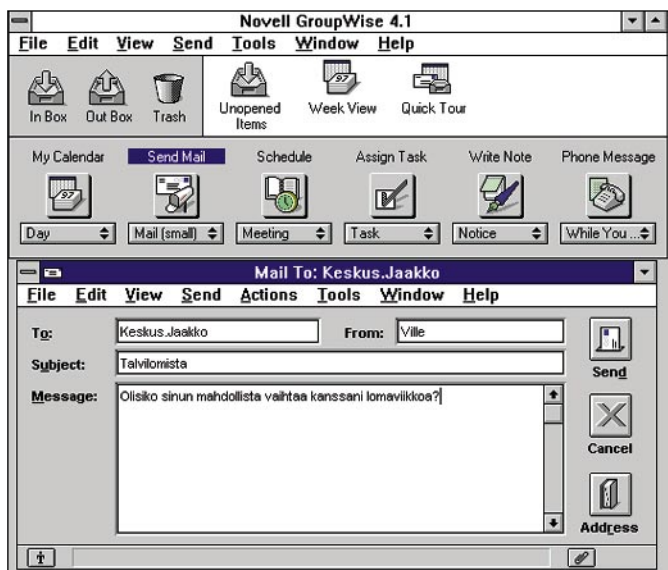 Novell GroupWise 4.1
File Edit View Send Tools Window Help
In Box Out Box Trash Unopened Items Week View Quick Tour
My Calendar Send Mail Schedule Assign Task Write Note Phone Message
Day Mail (small) Meeting Task Notice While You ...
Mail To: Keskus.Jaakko
File Edit View Send Actions Tools Window Help
To: Keskus.Jaakko From: Ville
Subject: Talvilomista
Send
Message: Olisiko sinun mahdollista vaihtaa kanssani lomaviikkoa?
Cancel
Address